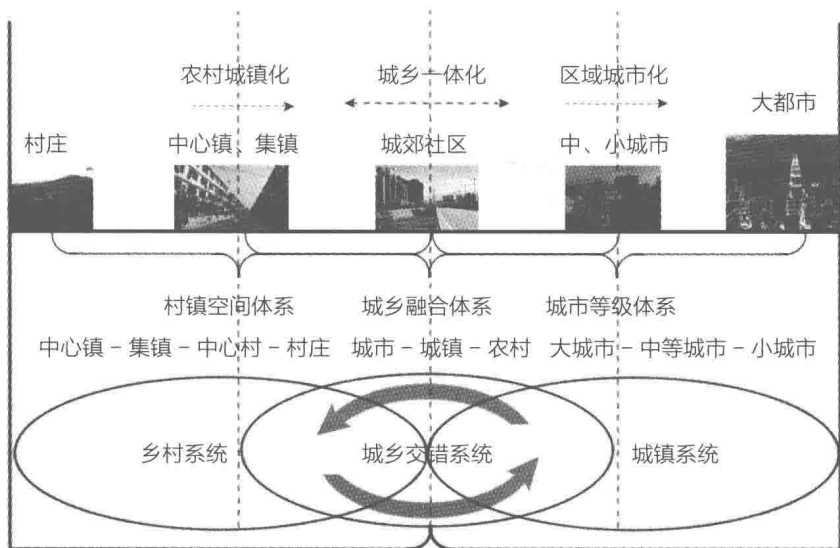 农村城镇化 城乡一体化 区域城市化
大都市
村庄 中心镇、集镇 城郊社区 中、小城市
村镇空间体系 城乡融合体系 城市等级体系
中心镇－集镇－中心村－村庄 城市－城镇－农村 大城市－中等城市－小城市
乡村系统 城乡交错系统 城镇系统